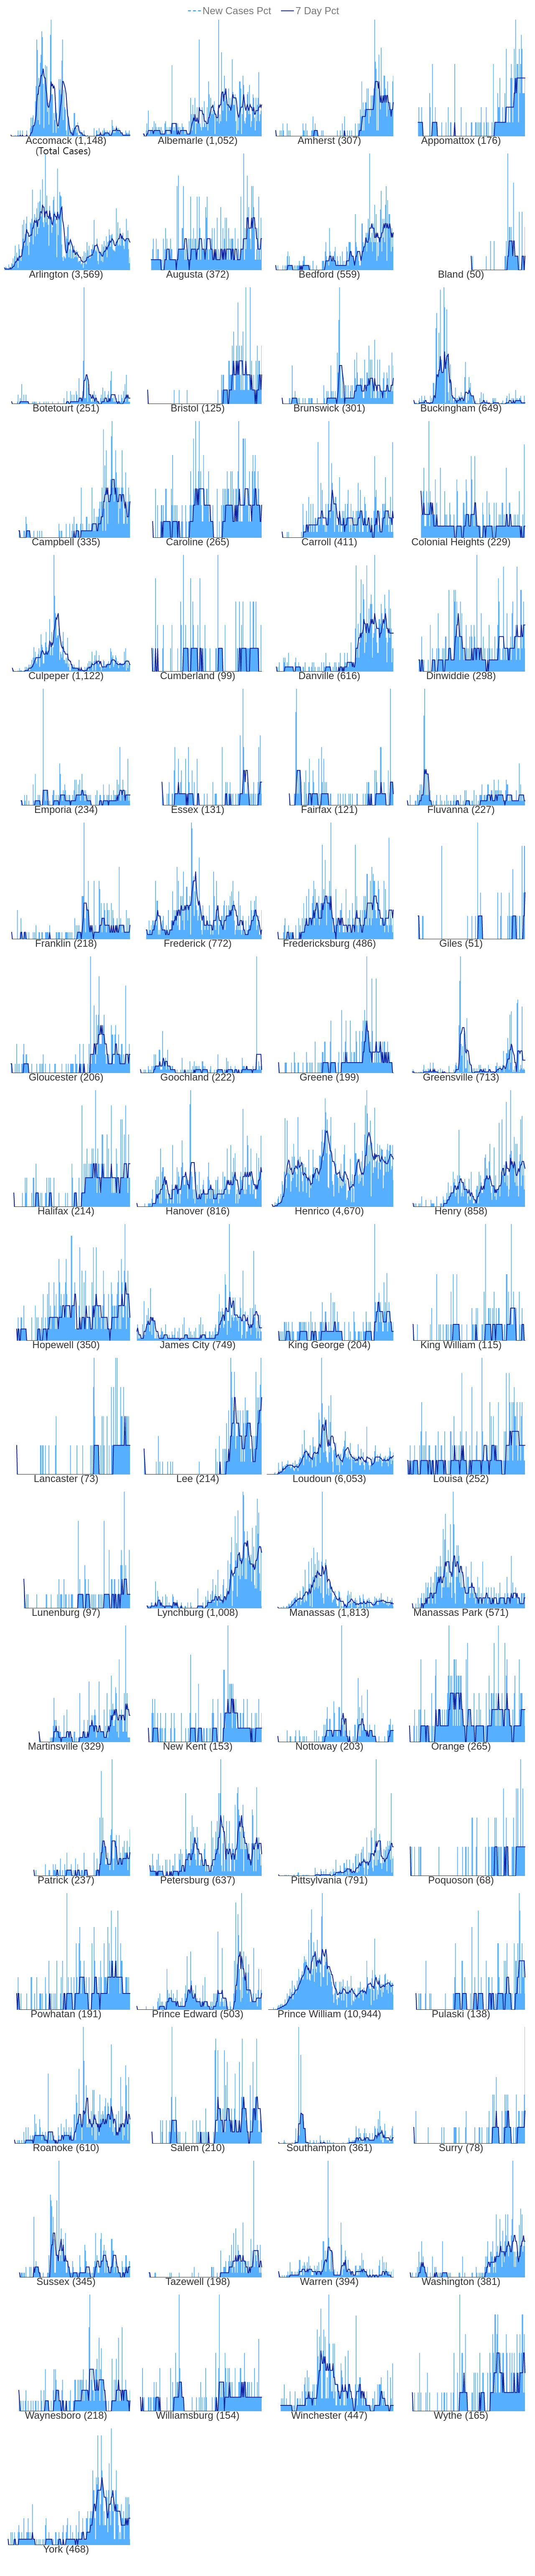 New Cases Pct 7 Day Pct
Accomack (1,148) Albemarle (1,052) Amherst (307) Appomattox (176)
(Total Cases)
Arlington (3,569) Augusta (372) Bedford (559) Bland (50)
Botetourt (251) Bristol (125) Brunswick (301) Buckingham (649)
Campbell (335) Caroline (265) Carroll (411) Colonial Heights (229)
Culpeper (1,122) Cumberland (99) Danville (616) Dinwiddie (298)
Emporia (234) Essex (131) Fairfax (121) Fluvanna (227)
Franklin (218) Frederick (772) Fredericksburg (486) Giles (51)
Gloucester (206) Goochland (222) Greene (199) Greensville (713)
Halifax (214) Hanover (816) Henrico (4,670) Henry (858)
Hopewell (350) James City (749) King George (204) King William (115)
Lancaster (73) Lee (214) Loudoun (6,053) Louisa (252)
Lunenburg (97) Lynchburg (1,008) Manassas (1,813) Manassas Park (571)
Martinsville (329) New Kent (153) Nottoway (203) Orange (265)
Patrick (237) Petersburg (637) Pittsylvania (791) Poquoson (68)
Powhatan (191) Prince Edward (503) Prince William (10,944) Pulaski (138)
Roanoke (610) Salem (210) Southampton (361) Surry (78)
Sussex (345) Tazewell (198) Warren (394) Washington (381)
Waynesboro (218) Williamsburg (154) Winchester (447) Wythe (165)
York (468)